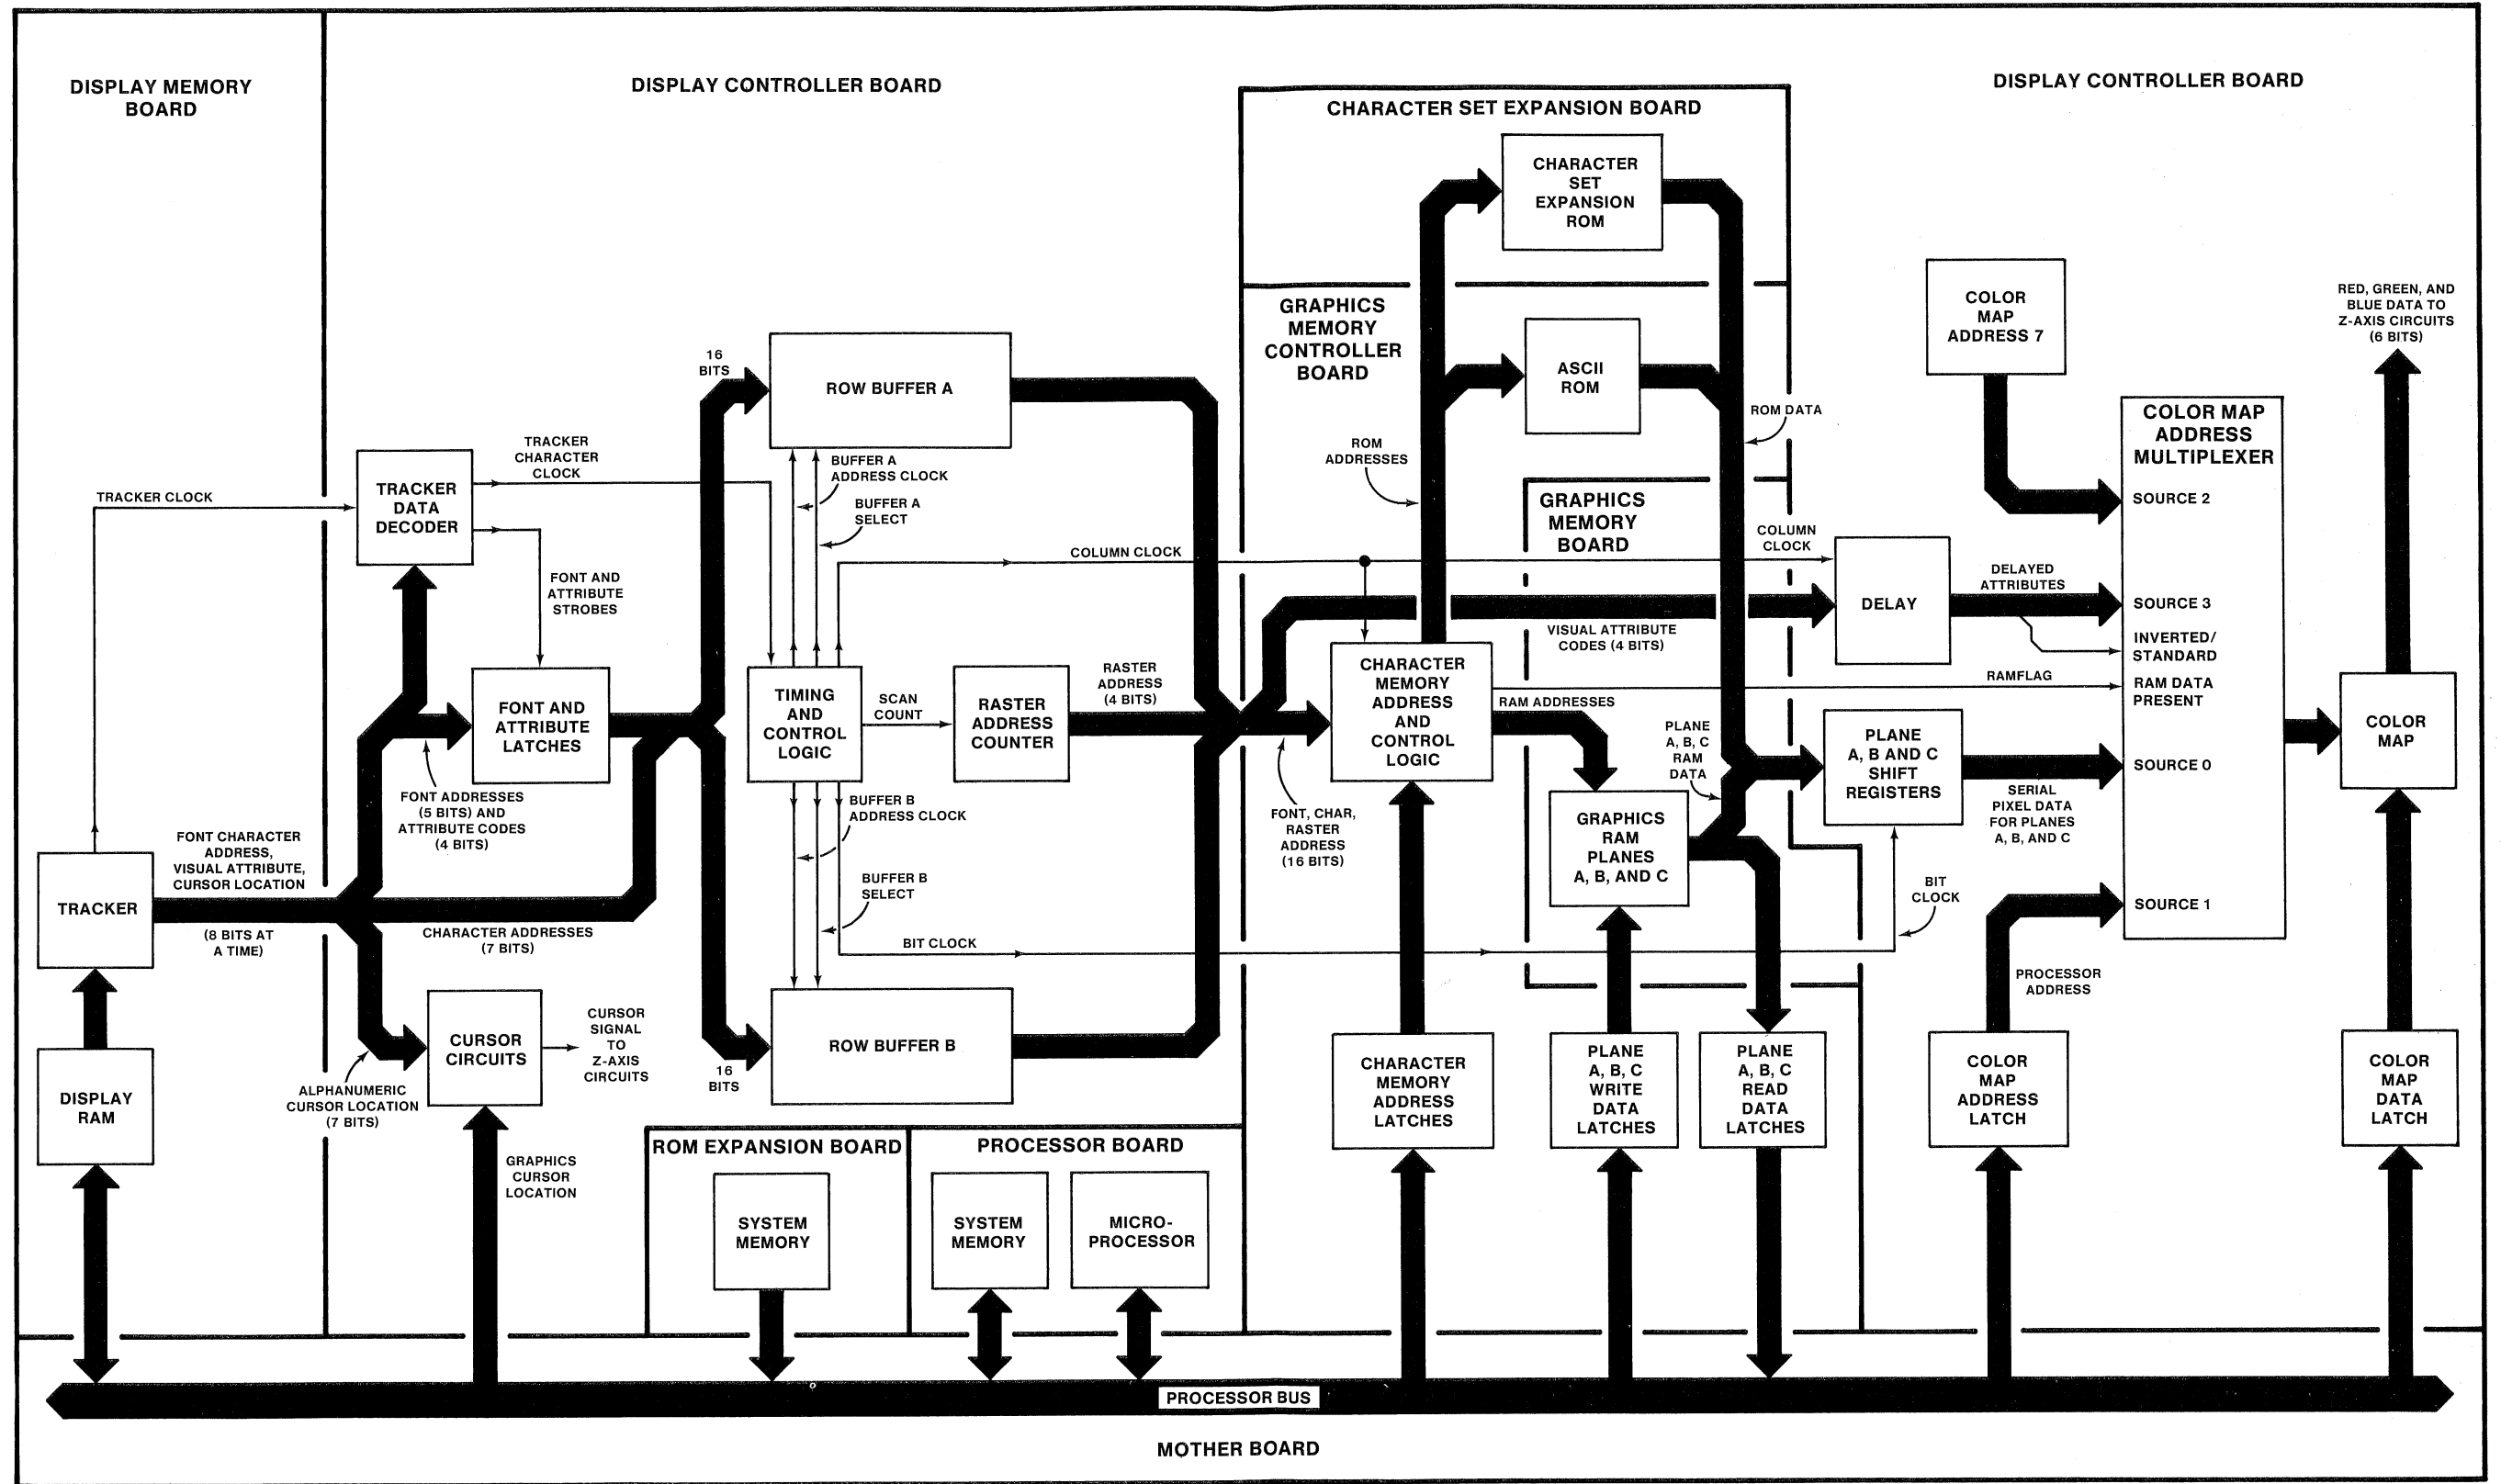 DISPLAY MEMORY
BOARD
DISPLAY CONTROLLER BOARD
CHARACTER SET EXPANSION BOARD
DISPLAY CONTROLLER BOARD
CHARACTER
SET
EXPANSION
ROM
GRAPHICS
MEMORY
CONTROLLER
BOARD
ASCII
ROM
ROM DATA
ROM
ADDRESSES
COLOR
MAP
ADDRESS 7
RED, GREEN, AND
BLUE DATA TO
Z-AXIS CIRCUITS
(6 BITS)
16
BITS
ROW BUFFER A
TRACKER
CHARACTER
CLOCK
BUFFER A
ADDRESS CLOCK
BUFFER A
SELECT
TRACKER CLOCK
TRACKER
DATA
DECODER
FONT AND
ATTRIBUTE
STROBES
COLUMN CLOCK
GRAPHICS
MEMORY
BOARD
COLUMN
CLOCK
COLOR MAP
ADDRESS
MULTIPLEXER
SOURCE 2
DELAY
DELAYED
ATTRIBUTES
SOURCE 3
INVERTED/
STANDARD
VISUAL ATTRIBUTE
CODES (4 BITS)
RAMFLAG
RAM DATA
PRESENT
FONT AND
ATTRIBUTE
LATCHES
TIMING
AND
CONTROL
LOGIC
SCAN
COUNT
RASTER
ADDRESS
COUNTER
RASTER
ADDRESS
(4 BITS)
CHARACTER
MEMORY
ADDRESS
AND
CONTROL
LOGIC
RAM ADDRESSES
PLANE
A, B, C
RAM
DATA
PLANE
A, B AND C
SHIFT
REGISTERS
SOURCE 0
COLOR
MAP
SERIAL
PIXEL DATA
FOR PLANES
A, B, AND C
FONT ADDRESSES
(5 BITS) AND
ATTRIBUTE CODES
(4 BITS)
BUFFER B
ADDRESS CLOCK
FONT, CHAR,
RASTER
ADDRESS
(16 BITS)
GRAPHICS
RAM
PLANES
A, B, AND C
FONT CHARACTER
ADDRESS,
VISUAL ATTRIBUTE,
CURSOR LOCATION
TRACKER
(8 BITS AT
A TIME)
CHARACTER ADDRESSES
(7 BITS)
BUFFER B
SELECT
BIT CLOCK
BIT
CLOCK
SOURCE 1
PROCESSOR
ADDRESS
DISPLAY
RAM
CURSOR
CIRCUITS
CURSOR
SIGNAL
TO
Z-AXIS
CIRCUITS
ALPHANUMERIC
CURSOR LOCATION
(7 BITS)
16
BITS
ROW BUFFER B
CHARACTER
MEMORY
ADDRESS
LATCHES
PLANE
A, B, C
WRITE
DATA
LATCHES
PLANE
A, B, C
READ
DATA
LATCHES
COLOR
MAP
ADDRESS
LATCH
COLOR
MAP
DATA
LATCH
GRAPHICS
CURSOR
LOCATION
ROM EXPANSION BOARD
PROCESSOR BOARD
SYSTEM
MEMORY
SYSTEM
MEMORY
MICRO-
PROCESSOR
PROCESSOR BUS
MOTHER BOARD